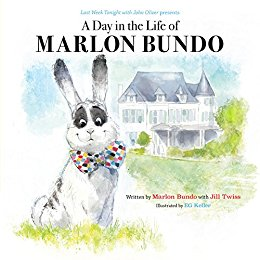 Last Week Tonight with John Oliver presents
A Day in the Life of
MARLON BUNDO
Written by Marlon Bundo with Jill Twiss
Illustrated by EG Keller